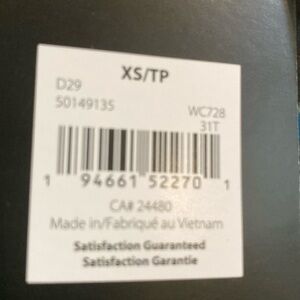 XS/TP
D29
50149135 WC728
31T
1 94661 52270 1
CA# 24480
Made in/Fabriqué au Vietnam
Satisfaction Guaranteed
Satisfaction Garantie